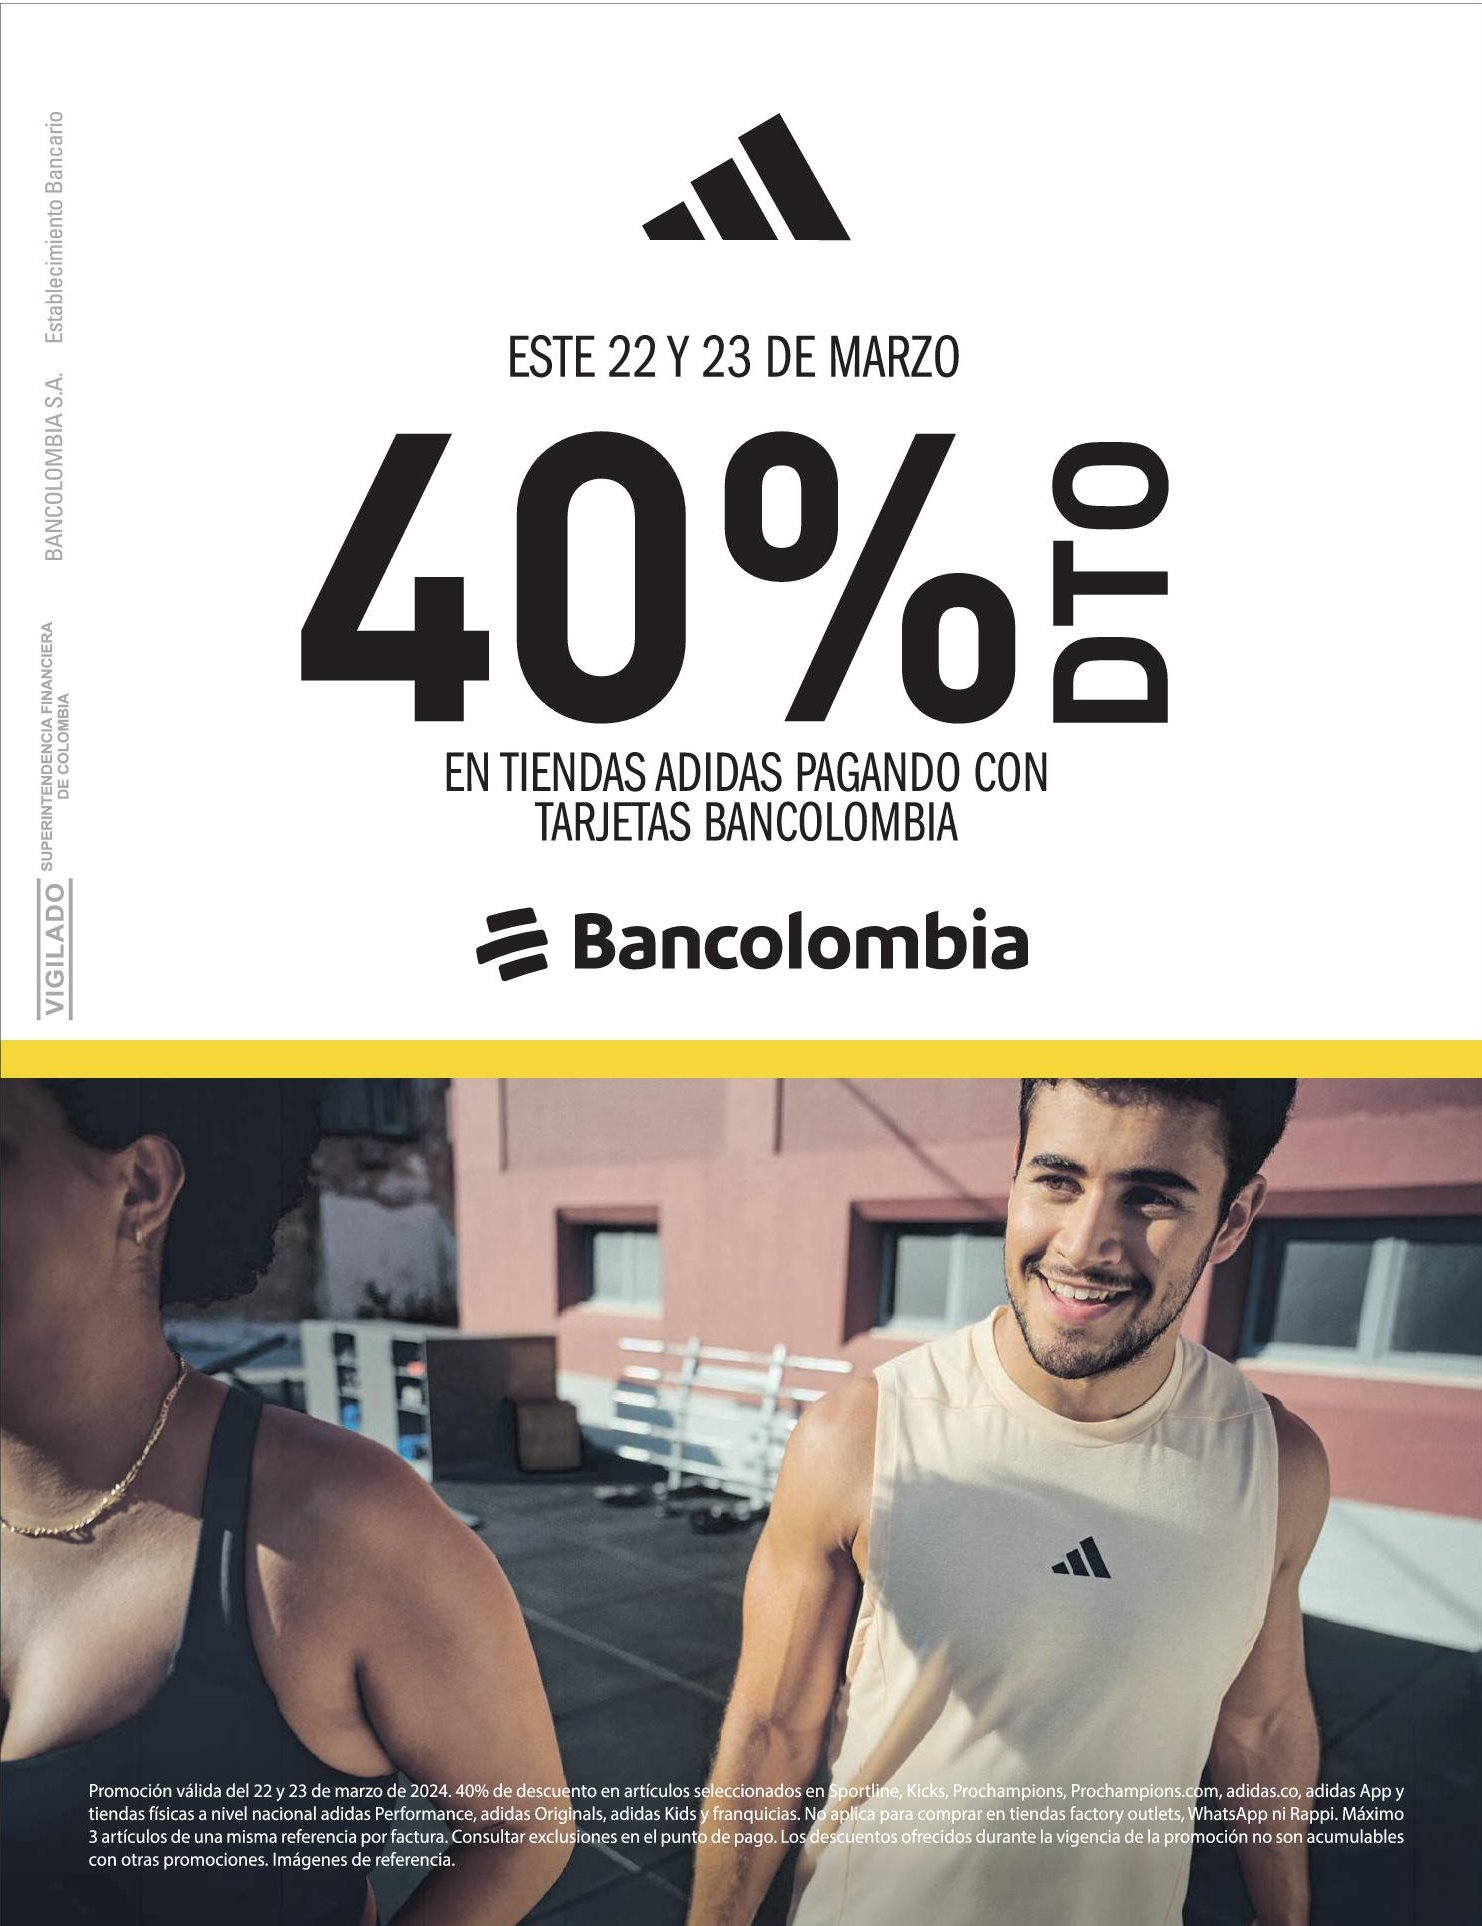 ESTE 22 Y 23 DE MARZO
40% DTO
EN TIENDAS ADIDAS PAGANDO CON
TARJETAS BANCOLOMBIA
Bancolombia
VIGILADO
SUPERINTENDENCIA FINANCIERA
DE COLOMBIA
BANCOLOMBIA S.A.
Establecimiento Bancario
Promoción válida del 22 y 23 de marzo de 2024. 40% de descuento en artículos seleccionados en Sportline, Kicks, Prochampions, Prochampions.com, adidas.co, adidas App y
tiendas físicas a nivel nacional adidas Performance, adidas Originals, adidas Kids y franquicias. No aplica para comprar en tiendas factory outlets, WhatsApp ni Rappi. Máximo
3 artículos de una misma referencia por factura. Consultar exclusiones en el punto de pago. Los descuentos ofrecidos durante la vigencia de la promoción no son acumulables
con otras promociones. Imágenes de referencia.